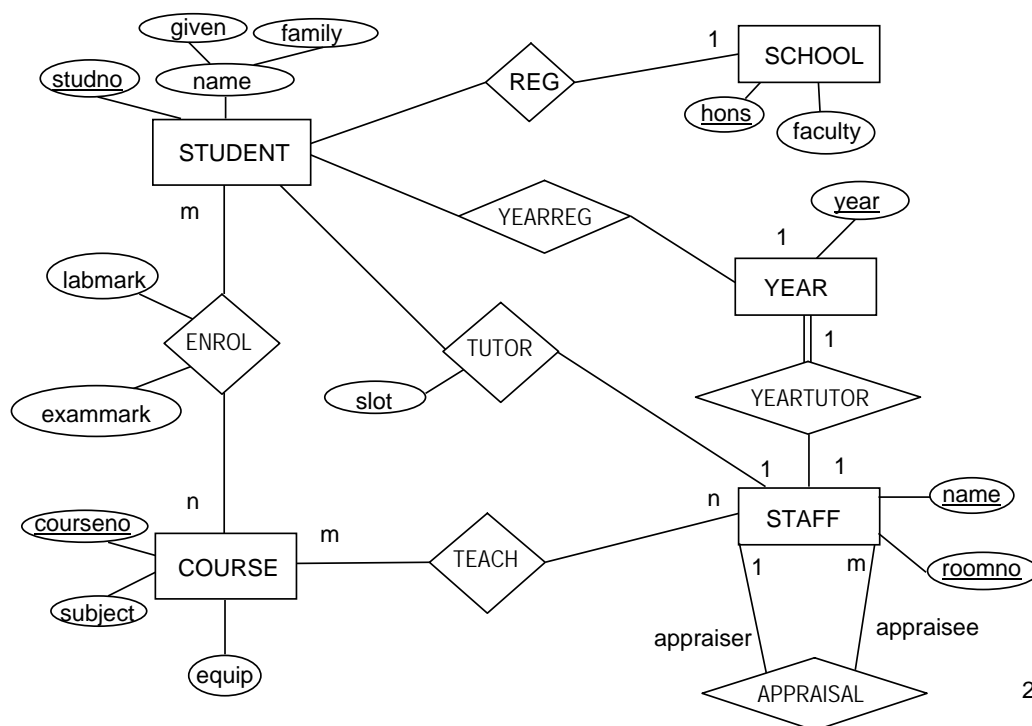 given
family
1
SCHOOL
studno
name
REG
hons
faculty
STUDENT
m
YEARREG
year
1
YEAR
labmark
ENROL
TUTOR
1
slot
exammark
YEARTUTOR
n
1
1
n
STAFF
name
courseno
m
COURSE
TEACH
1
m
roomno
subject
appraiser
appraisee
equip
APPRAISAL
2